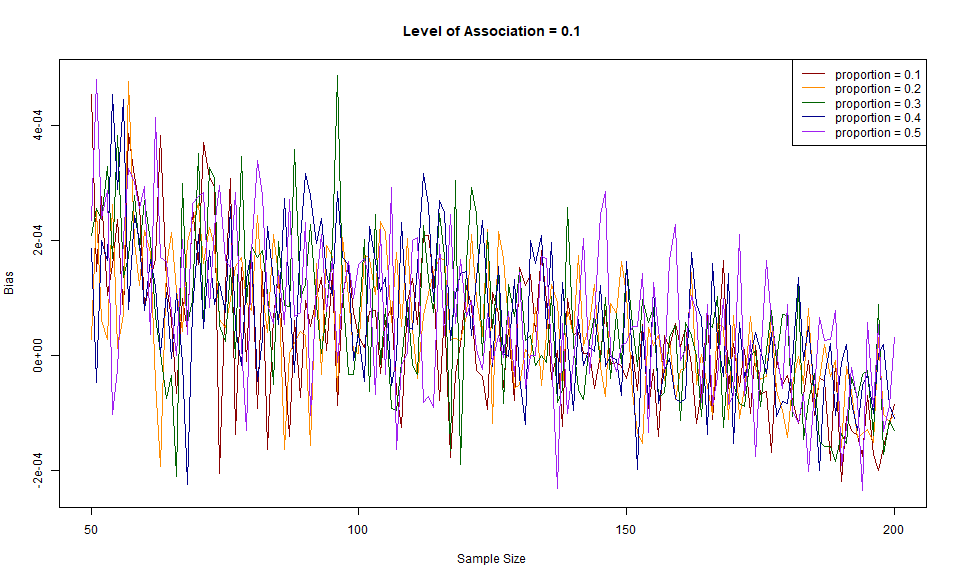 Level of Association = 0.1
proportion = 0.1
proportion = 0.2
proportion = 0.3
proportion = 0.4
proportion = 0.5
4e-04
2e-04
0e+00
-2e-04
Bias
50
100
150
200
Sample Size